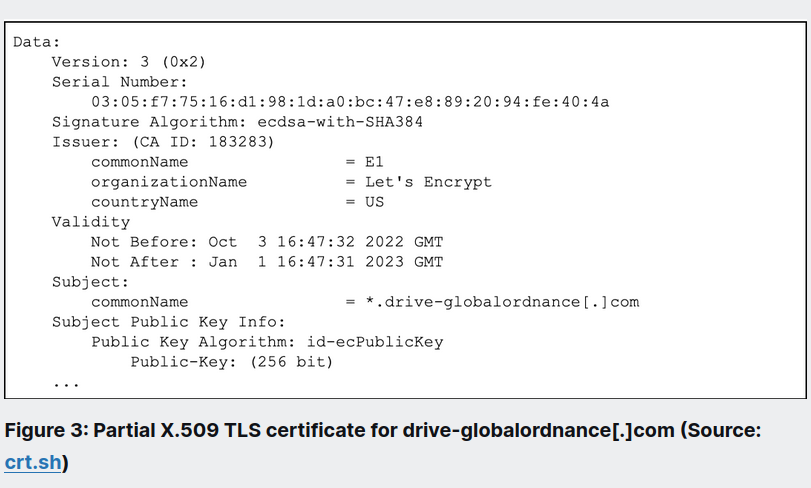 Data:
Version: 3 (0x2)
Serial Number:
03:05:f7:75:16:d1:98:1d:a0:bc:47:e8:89:20:94:fe:40:4a
Signature Algorithm: ecdsa-with-SHA384
Issuer: (CA ID: 183283)
commonName = E1
organizationName = Let's Encrypt
countryName = US
Validity
Not Before: Oct  3 16:47:32 2022 GMT
Not After : Jan  1 16:47:31 2023 GMT
Subject:
commonName = *.drive-globalordnance[.]com
Subject Public Key Info:
Public Key Algorithm: id-ecPublicKey
Public-Key: (256 bit)
...
Figure 3: Partial X.509 TLS certificate for drive-globalordnance[.]com (Source:
crt.sh)